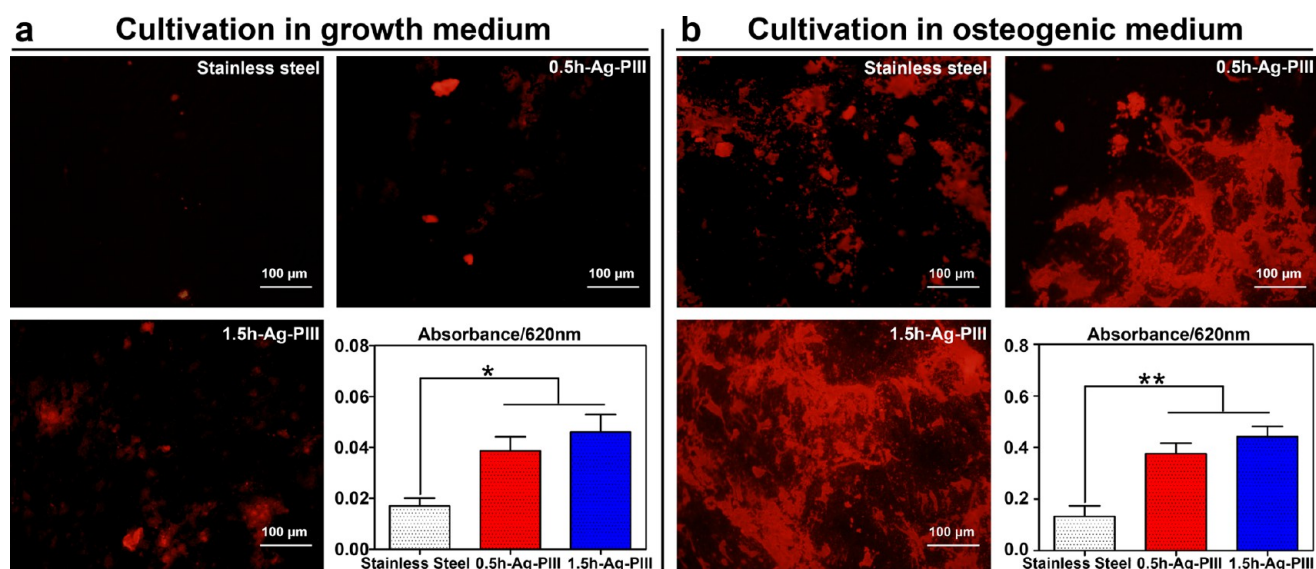 a Cultivation in growth medium
Stainless steel
100 µm
0.5h-Ag-PIII
100 µm
1.5h-Ag-PIII
100 µm
Absorbance/620nm
0.08
0.06
0.04
0.02
0.00
*
Stainless Steel 0.5h-Ag-PIII 1.5h-Ag-PIII
b Cultivation in osteogenic medium
Stainless steel
100 µm
0.5h-Ag-PIII
100 µm
1.5h-Ag-PIII
100 µm
Absorbance/620nm
0.8
0.6
0.4
0.2
0.0
**
Stainless Steel 0.5h-Ag-PIII 1.5h-Ag-PIII